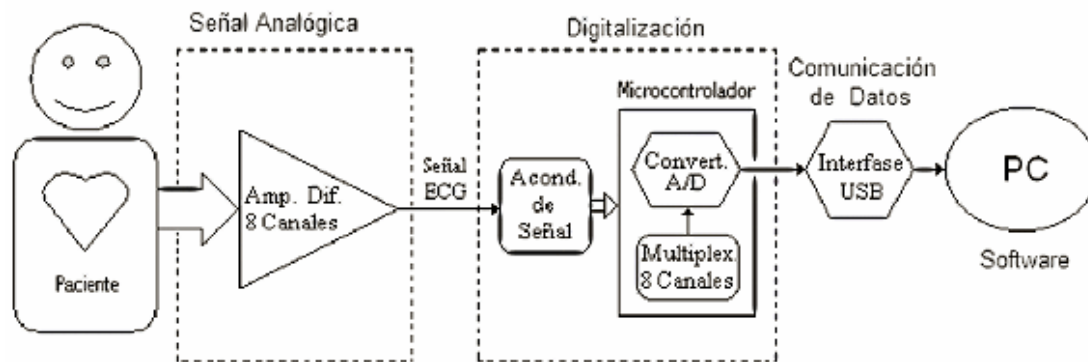 Señal Analógica
Digitalización
Comunicación
de Datos
Microcontrolador
Paciente
Amp. Dif.
8 Canales
Señal
ECG
Acond.
de
Señal
Convert.
A/D
Multiplex.
8 Canales
Interfase
USB
PC
Software